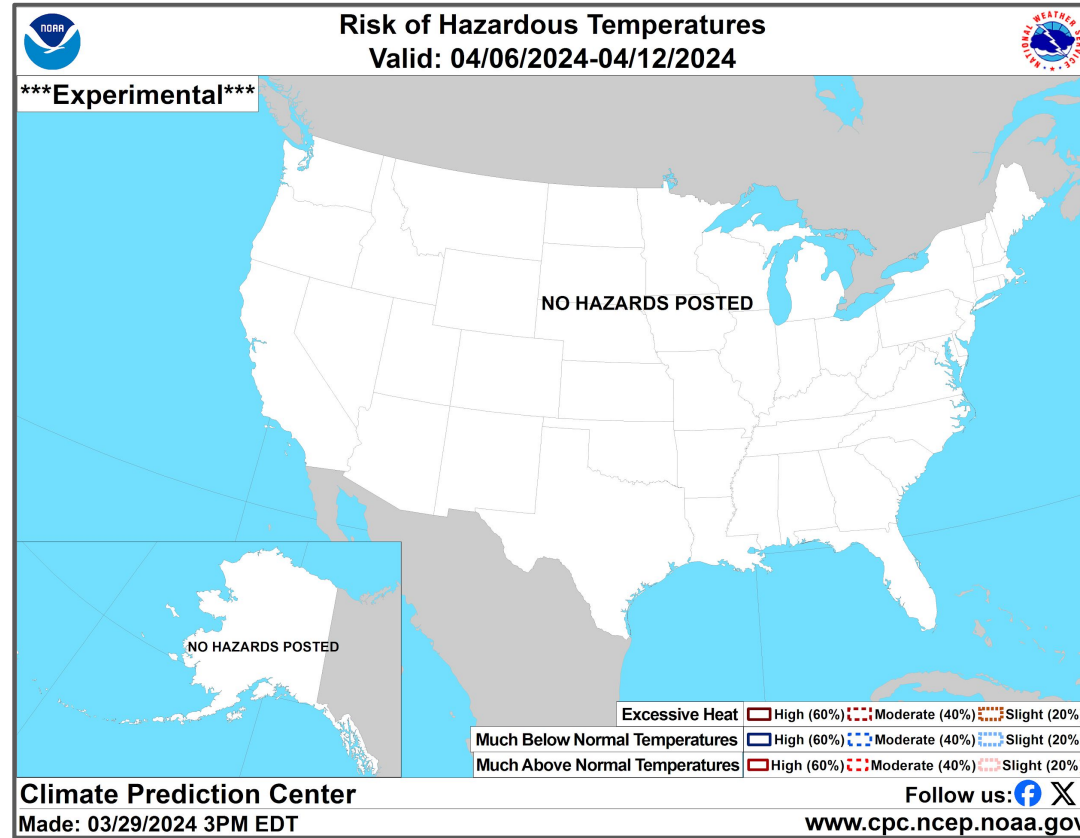 NOAA
Risk of Hazardous Temperatures
Valid: 04/06/2024-04/12/2024
NATIONAL WEATHER SERVICE
***Experimental***
NO HAZARDS POSTED
NO HAZARDS POSTED
Excessive Heat High (60%) Moderate (40%) Slight (20%
Much Below Normal Temperatures High (60%) Moderate (40%) Slight (20%
Much Above Normal Temperatures High (60%) Moderate (40%) Slight (20%
Climate Prediction Center
Follow us:
Made: 03/29/2024 3PM EDT
www.cpc.ncep.noaa.gov